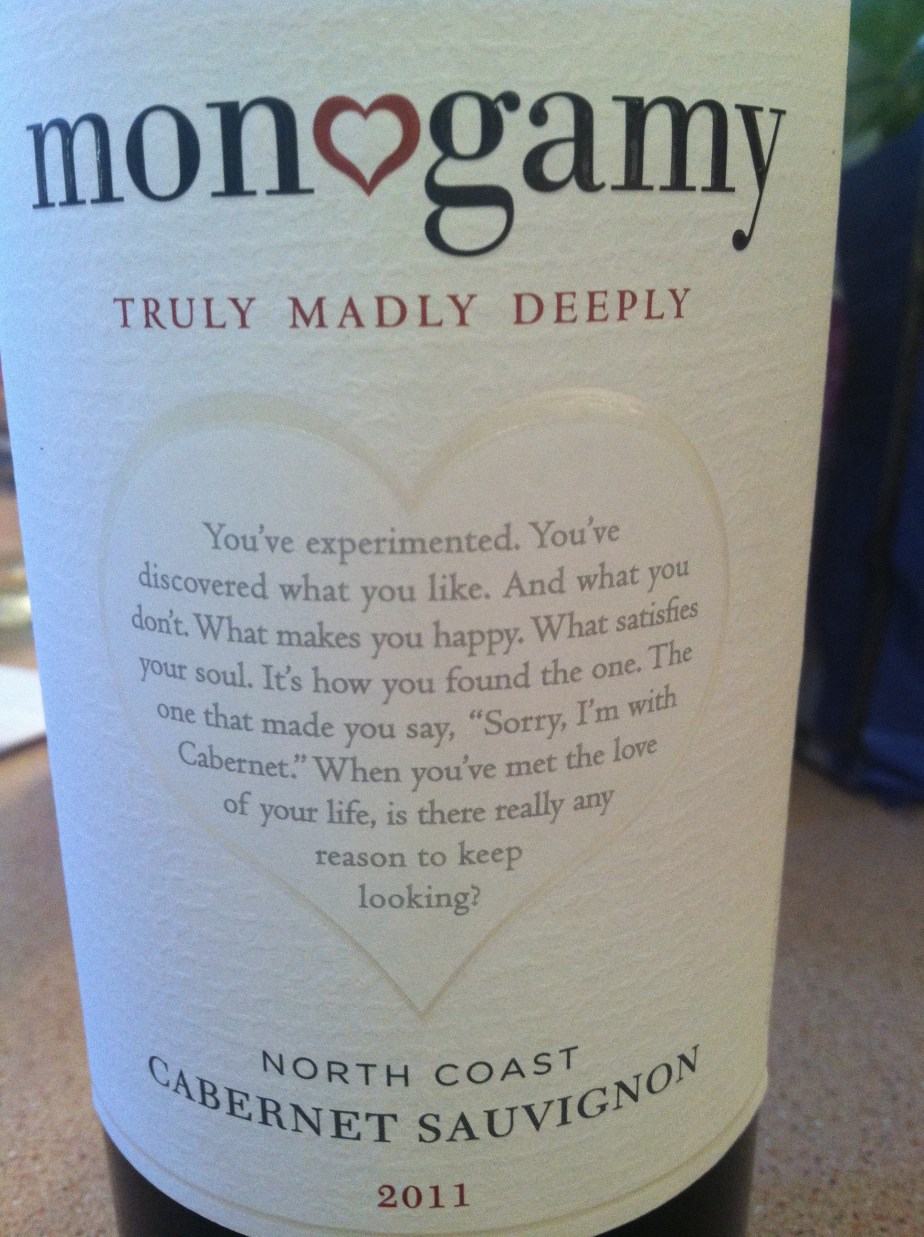 monogamy
TRULY MADLY DEEPLY
You've experimented. You've
discovered what you like. And what you
don't. What makes you happy. What satisfies
your soul. It's how you found the one. The
one that made you say, “Sorry, I'm with
Cabernet.” When you've met the love
of your life, is there really any
reason to keep
looking?
NORTH COAST
CABERNET SAUVIGNON
2011